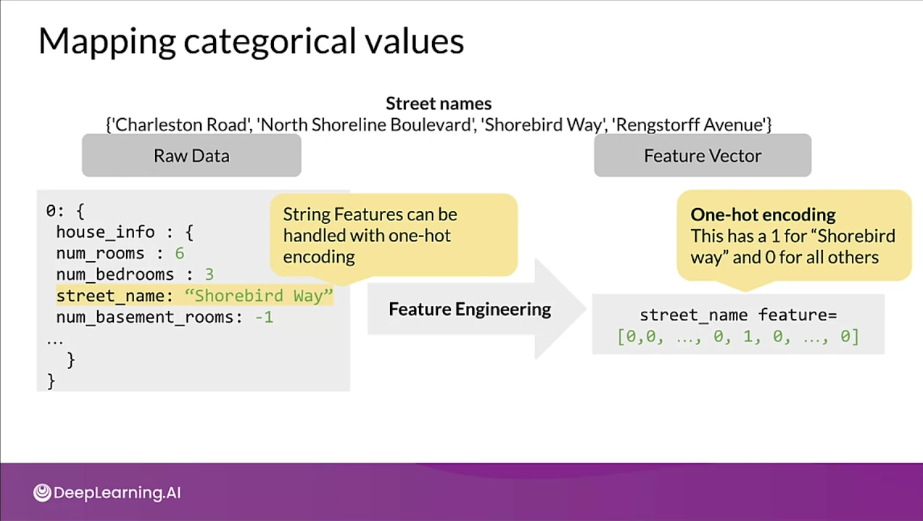 Mapping categorical values
Street names
{'Charleston Road', 'North Shoreline Boulevard', 'Shorebird Way', 'Rengstorff Avenue'}
Raw Data
Feature Vector
0: {
house_info : {
num_rooms : 6
num_bedrooms : 3
street_name: “Shorebird Way”
num_basement_rooms: -1
...
}
}
String Features can be
handled with one-hot
encoding
Feature Engineering
One-hot encoding
This has a 1 for “Shorebird
way” and 0 for all others
street_name feature=
[0,0, ..., 0, 1, 0, ..., 0]
DeepLearning.AI